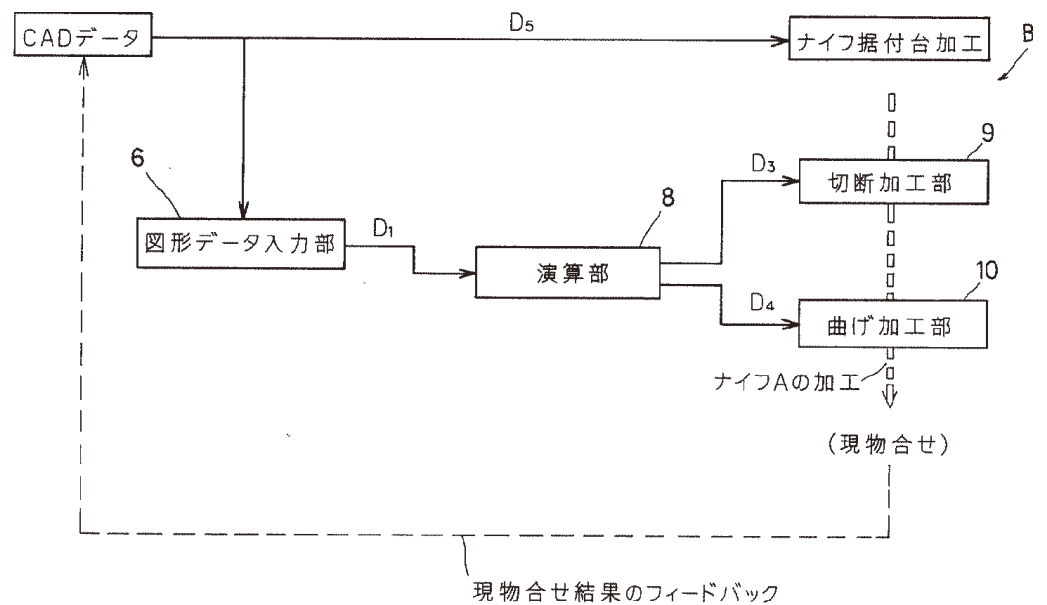 CADデータ
D5
ナイフ据付台加工
B
6
図形データ入力部
D1
8
演算部
D3
9
切断加工部
D4
10
曲げ加工部
ナイフAの加工
(現物合せ)
現物合せ結果のフィードバック